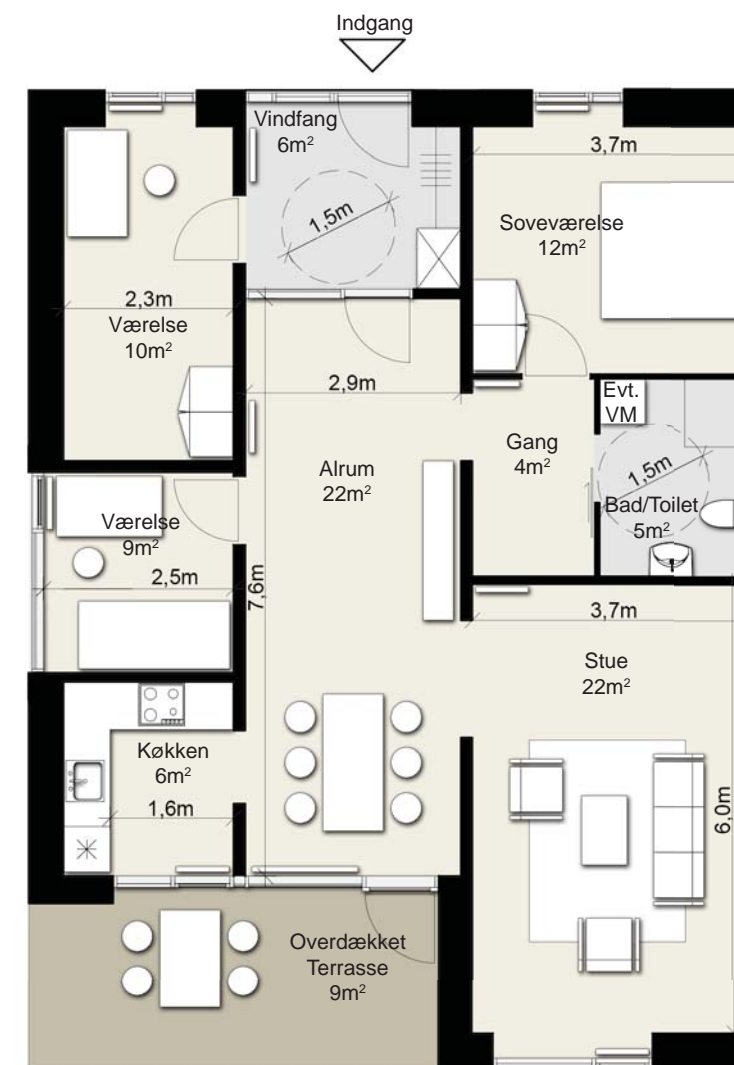 Indgang
Vindfang
6m²
3,7m
1,5m
Soveværelse
12m²
2,3m
Værelse
10m²
2,9m
Evt.
VM
Gang
4m²
Alrum
22m²
1,5m
Bad/Toilet
5m²
Værelse
9m²
2,5m
7,6m
3,7m
Stue
22m²
Køkken
6m²
1,6m
6,0m
Overdækket
Terrasse
9m²